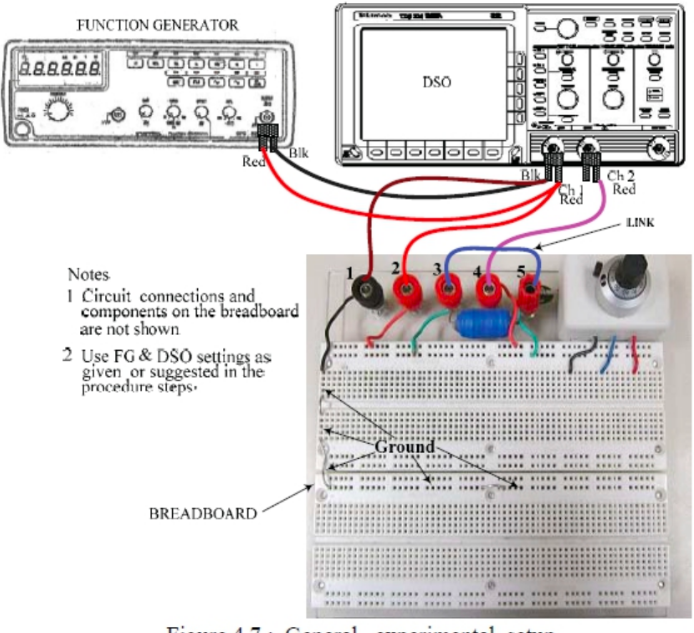 FUNCTION GENERATOR
DSO
Red
Blk
Blk
Ch 1
Red
Ch 2
Red
LINK
1 2 3 4 5
Notes
1 Circuit connections and
components on the breadboard
are not shown
2 Use FG & DSO settings as
given or suggested in the
procedure steps.
Ground
BREADBOARD
Figure 4.7 : General experimental setup